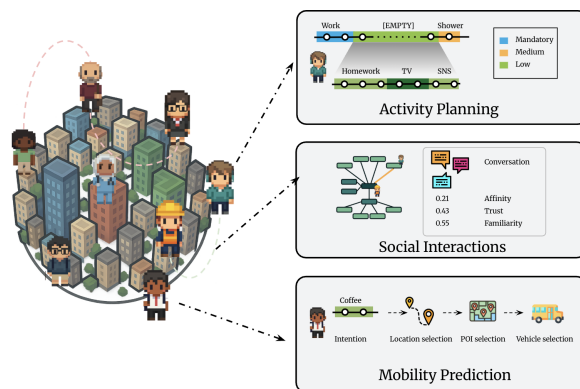 Work [EMPTY] Shower
Mandatory
Medium
Low
Homework TV SNS
Activity Planning
Conversation
0.21 Affinity
0.43 Trust
0.55 Familiarity
Social Interactions
Coffee
Intention Location selection POI selection Vehicle selection
Mobility Prediction